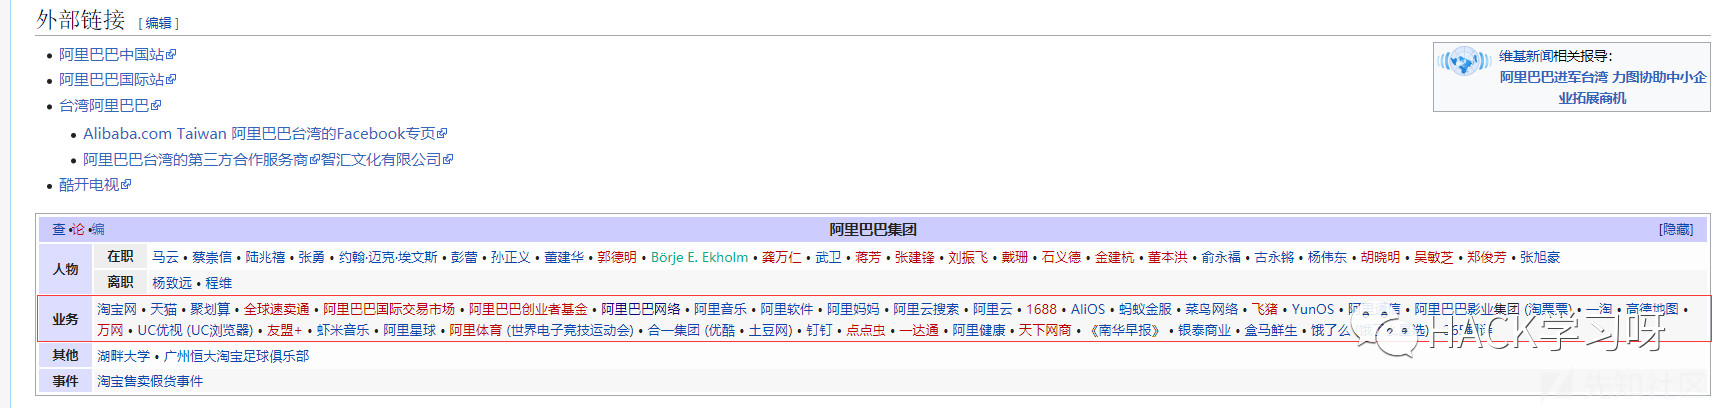 外部链接 [编辑]
阿里巴巴中国站
阿里巴巴国际站
台湾阿里巴巴
Alibaba.com Taiwan 阿里巴巴台湾的Facebook专页
阿里巴巴台湾的第三方合作服务商智汇文化有限公司
酷开电视
维基新闻相关报导：
阿里巴巴进军台湾 力图协助中小企
业拓展商机
查·论·编 阿里巴巴集团 [隐藏]
人物
在职 马云 • 蔡崇信 • 陆兆禧 • 张勇 • 约翰·迈克·埃文斯 • 彭蕾 • 孙正义 • 董建华 • 郭德明 • Börje E. Ekholm • 龚万仁 • 武卫 • 蒋芳 • 张建锋 • 刘振飞 • 戴珊 • 石义德 • 金建杭 • 董本洪 • 俞永福 • 古永锵 • 杨伟东 • 胡晓明 • 吴敏芝 • 郑俊芳 • 张旭豪
离职 杨致远 • 程维
业务
淘宝网 • 天猫 • 聚划算 • 全球速卖通 • 阿里巴巴国际交易市场 • 阿里巴巴创业者基金 • 阿里巴巴网络 • 阿里音乐 • 阿里软件 • 阿里妈妈 • 阿里云搜索 • 阿里云 • 1688 • AliOS • 蚂蚁金服 • 菜鸟网络 • 飞猪 • YunOS • 阿里通信 • 阿里巴巴影业集团 (淘票票) • 一淘 • 高德地图 •
万网 • UC优视 (UC浏览器) • 友盟+ • 虾米音乐 • 阿里星球 • 阿里体育 (世界电子竞技运动会) • 合一集团 (优酷 • 土豆网) • 钉钉 • 点点虫 • 一达通 • 阿里健康 • 天下网商 • 《南华早报》 • 银泰商业 • 盒马鲜生 • 饿了么
HACK学习呀
其他 湖畔大学 • 广州恒大淘宝足球俱乐部
事件 淘宝售卖假货事件
先知社区